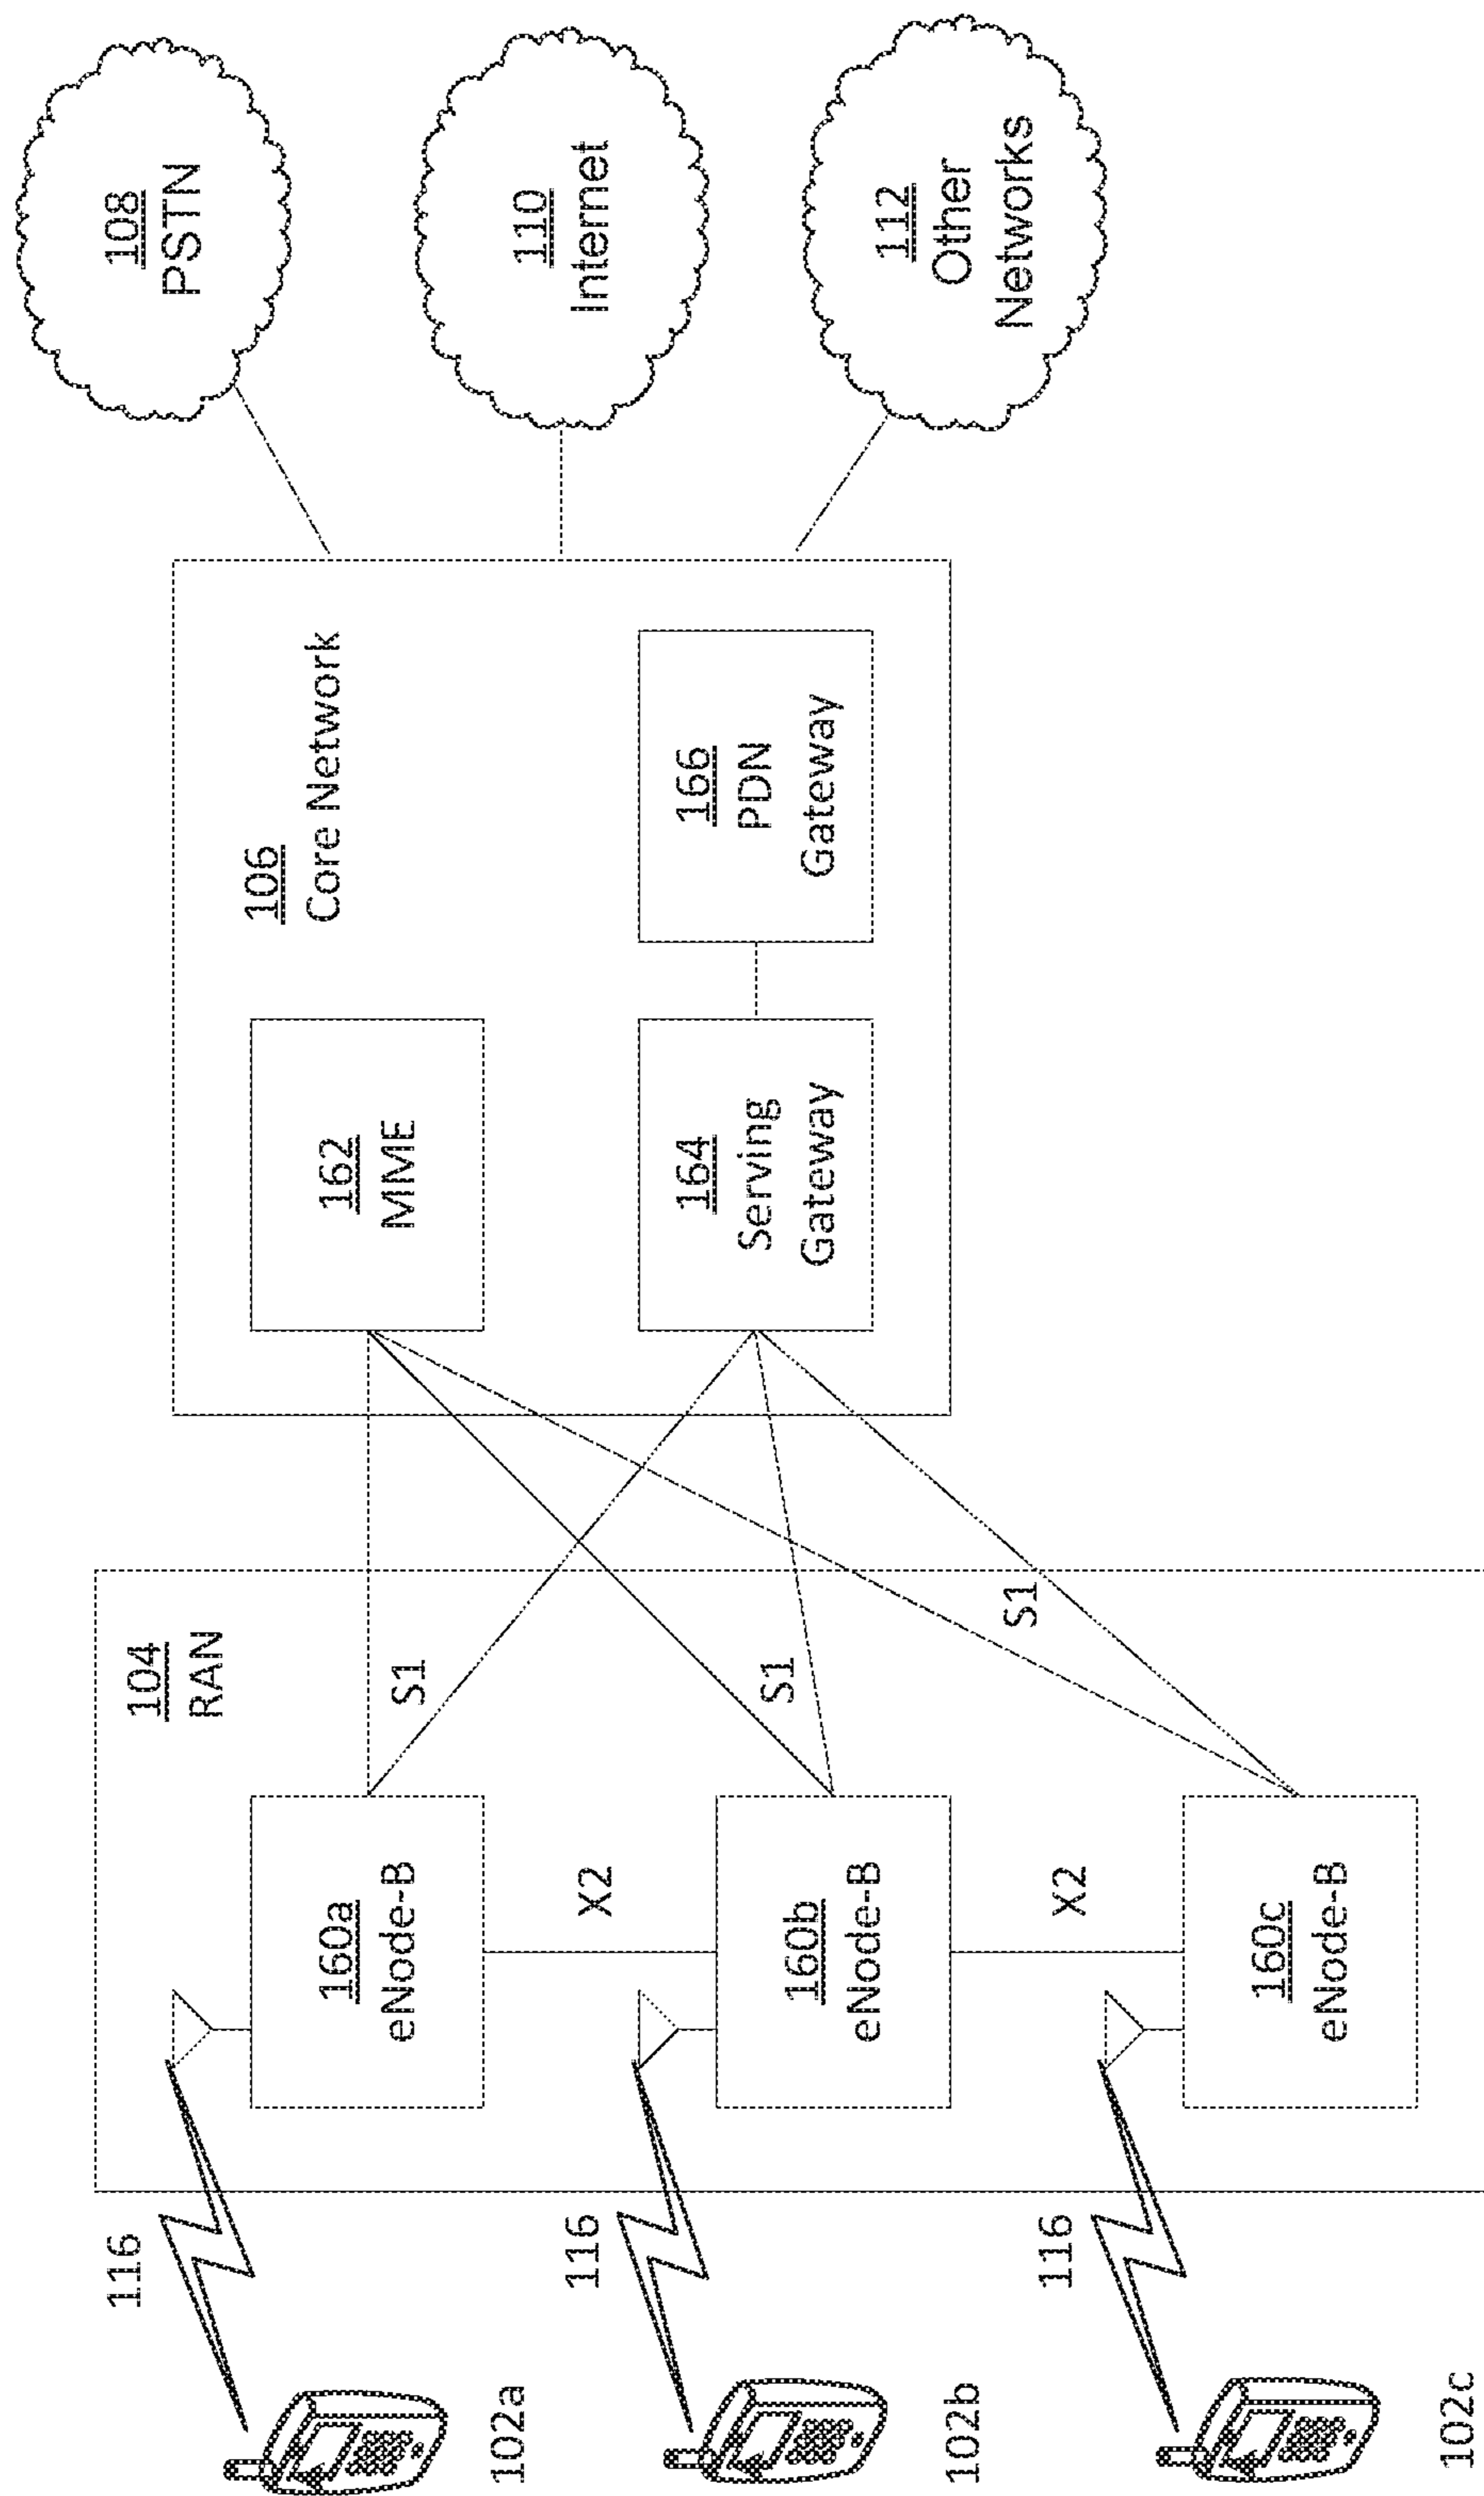 116
102a
116
102b
116
102c
104
RAN
160a
eNode-B
X2
160b
eNode-B
X2
160c
eNode-B
S1
S1
S1
106
Core Network
162
MME
164
Serving
Gateway
166
PDN
Gateway
108
PSTN
110
Internet
112
Other
Networks